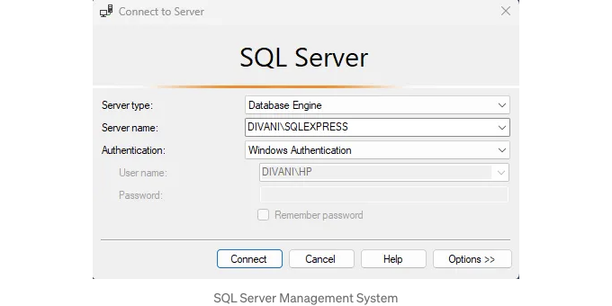 Connect to Server
SQL Server
Server type: Database Engine
Server name: DIVANI\SQLEXPRESS
Authentication: Windows Authentication
User name: DIVANI\HP
Password:
Remember password
Connect Cancel Help Options >>
SQL Server Management System